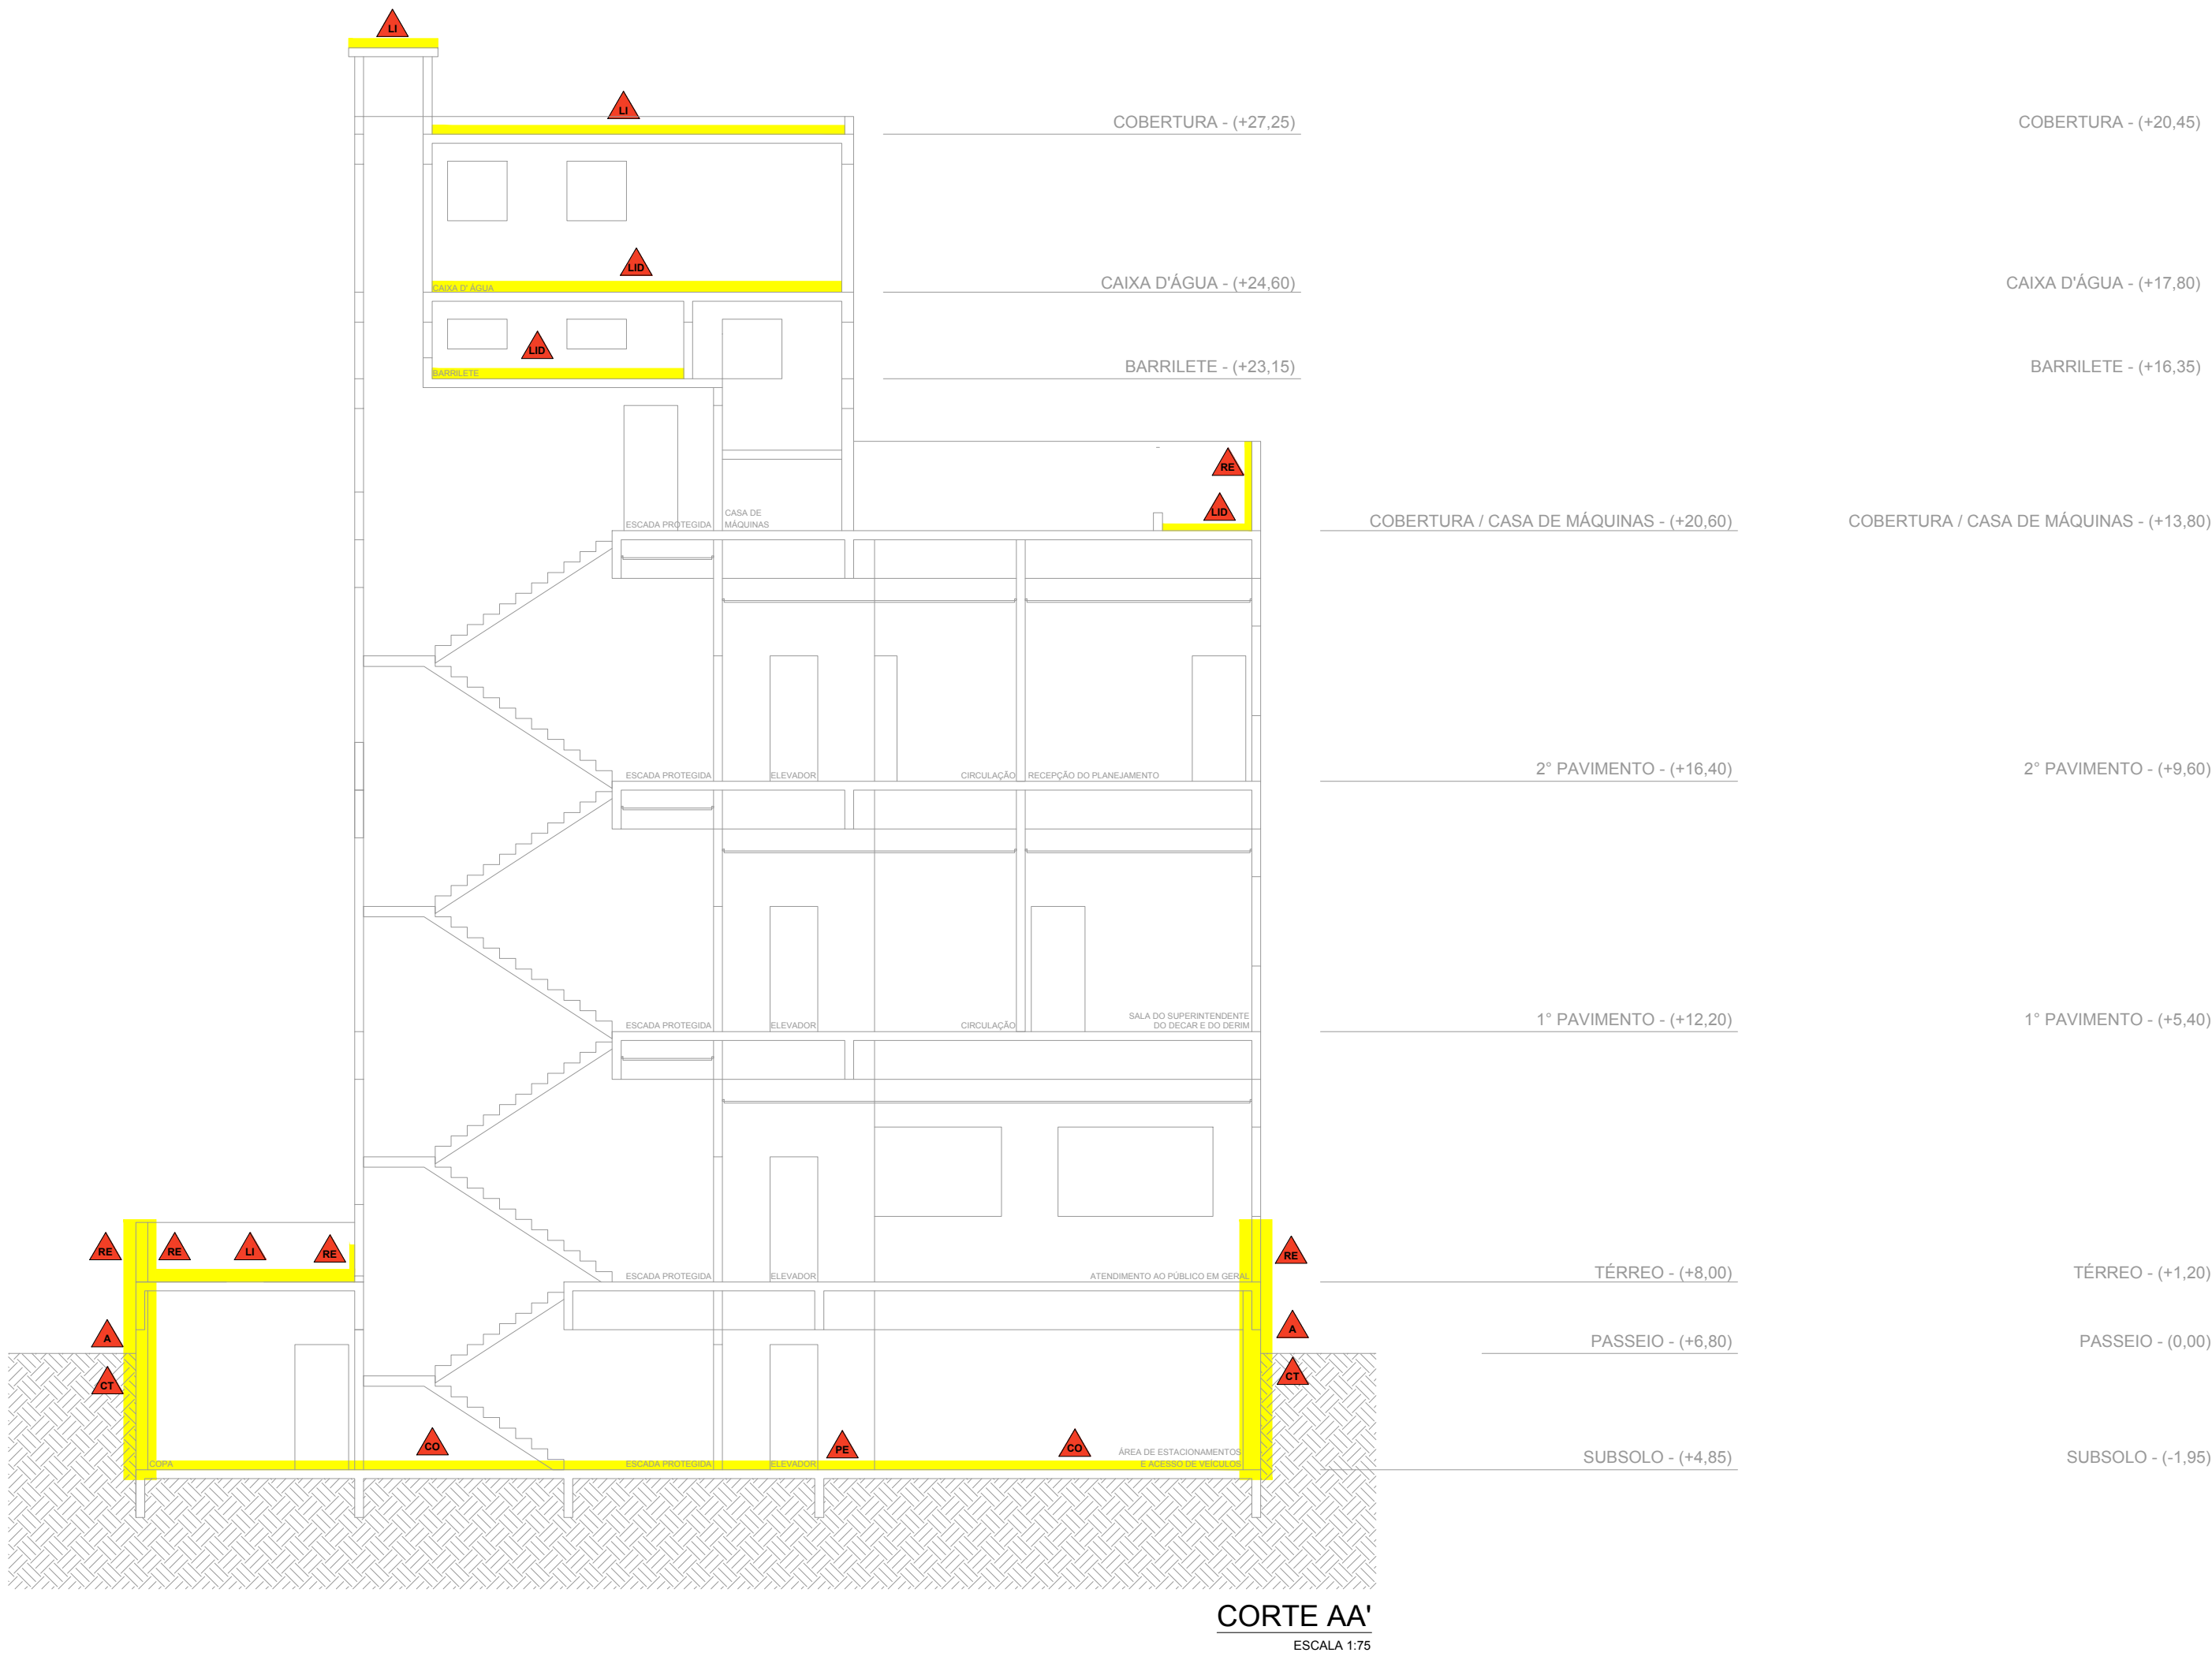 LI
LI
COBERTURA - (+27,25)
COBERTURA - (+20,45)
LID
CAIXA D' ÁGUA
CAIXA D'ÁGUA - (+24,60)
CAIXA D'ÁGUA - (+17,80)
LID
BARRILETE
BARRILETE - (+23,15)
BARRILETE - (+16,35)
RE
LID
CASA DE
ESCADA PROTEGIDA
MÁQUINAS
COBERTURA / CASA DE MÁQUINAS - (+20,60)
COBERTURA / CASA DE MÁQUINAS - (+13,80)
ESCADA PROTEGIDA
ELEVADOR
CIRCULAÇÃO
RECEPÇÃO DO PLANEJAMENTO
2° PAVIMENTO - (+16,40)
2° PAVIMENTO - (+9,60)
ESCADA PROTEGIDA
ELEVADOR
CIRCULAÇÃO
SALA DO SUPERINTENDENTE
DO DECAR E DO DERIM
1° PAVIMENTO - (+12,20)
1° PAVIMENTO - (+5,40)
RE
RE
LI
RE
RE
ESCADA PROTEGIDA
ELEVADOR
ATENDIMENTO AO PÚBLICO EM GERAL
TÉRREO - (+8,00)
TÉRREO - (+1,20)
A
A
PASSEIO - (+6,80)
PASSEIO - (0,00)
CT
CT
CO
PE
CO
COPA
ESCADA PROTEGIDA
ELEVADOR
ÁREA DE ESTACIONAMENTOS
E ACESSO DE VEÍCULOS
SUBSOLO - (+4,85)
SUBSOLO - (-1,95)
CORTE AA'
ESCALA 1:75